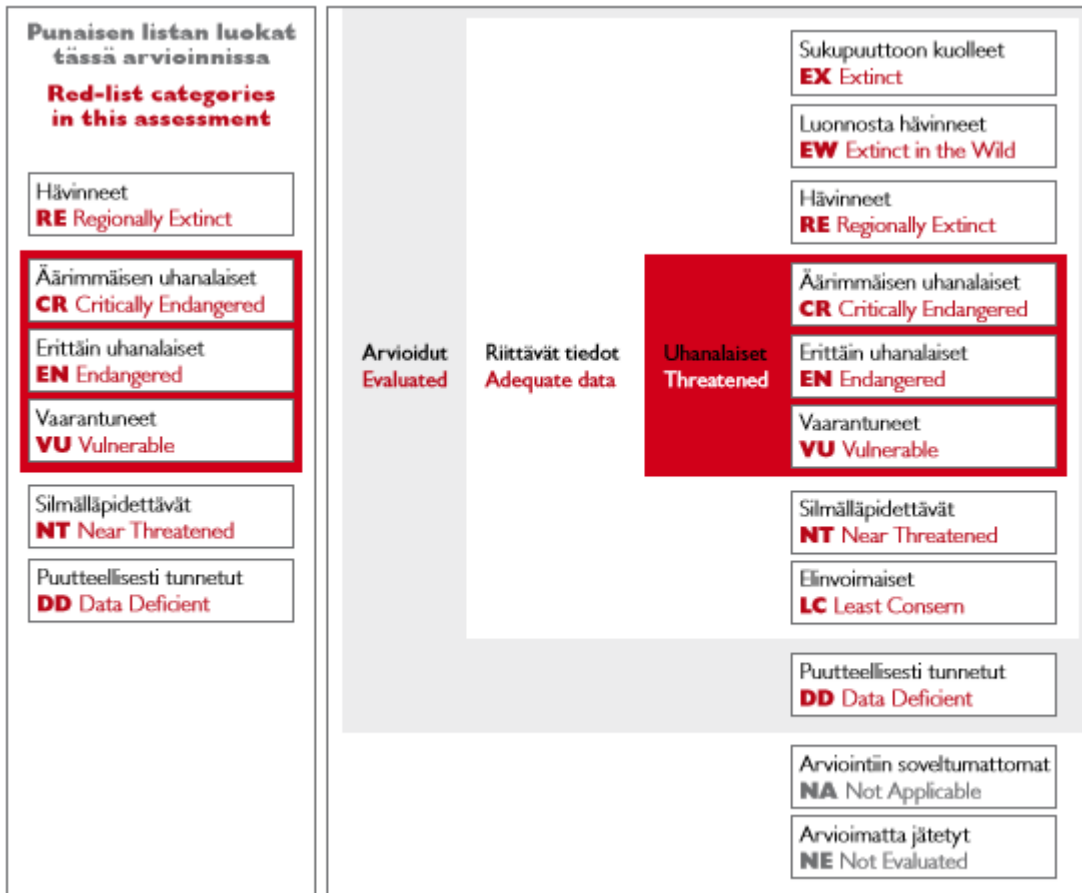 Punaisen listan luokat
tässä arvioinnissa
Red-list categories
in this assessment
Hävinneet
RE Regionally Extinct
Äärimmäisen uhanalaiset
CR Critically Endangered
Erittäin uhanalaiset
EN Endangered
Vaarantuneet
VU Vulnerable
Silmälläpidettävät
NT Near Threatened
Puutteellisesti tunnetut
DD Data Deficient
Arvioidut
Evaluated
Riittävät tiedot
Adequate data
Uhanalaiset
Threatened
Sukupuuttoon kuolleet
EX Extinct
Luonnosta hävinneet
EW Extinct in the Wild
Hävinneet
RE Regionally Extinct
Äärimmäisen uhanalaiset
CR Critically Endangered
Erittäin uhanalaiset
EN Endangered
Vaarantuneet
VU Vulnerable
Silmälläpidettävät
NT Near Threatened
Elinvoimaiset
LC Least Consern
Puutteellisesti tunnetut
DD Data Deficient
Arviointiin soveltumattomat
NA Not Applicable
Arvioimatta jätetyt
NE Not Evaluated